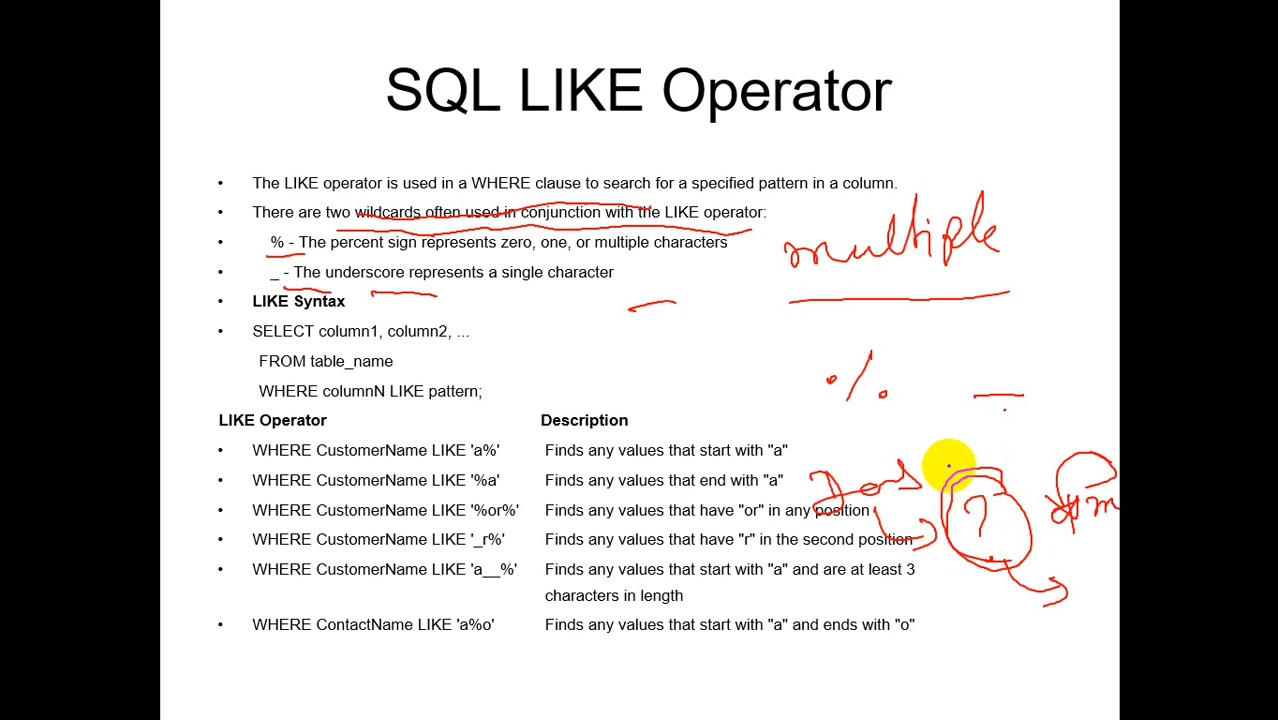 SQL LIKE Operator
• The LIKE operator is used in a WHERE clause to search for a specified pattern in a column.
• There are two wildcards often used in conjunction with the LIKE operator:
• % - The percent sign represents zero, one, or multiple characters
multiple
• _ - The underscore represents a single character
• LIKE Syntax
• SELECT column1, column2, ...
FROM table_name
WHERE columnN LIKE pattern;
% _
LIKE Operator Description
• WHERE CustomerName LIKE 'a%' Finds any values that start with "a"
• WHERE CustomerName LIKE '%a' Finds any values that end with "a"
• WHERE CustomerName LIKE '%or%' Finds any values that have "or" in any position
?
• WHERE CustomerName LIKE '_r%' Finds any values that have "r" in the second position
• WHERE CustomerName LIKE 'a__%' Finds any values that start with "a" and are at least 3
characters in length
• WHERE ContactName LIKE 'a%o' Finds any values that start with "a" and ends with "o"